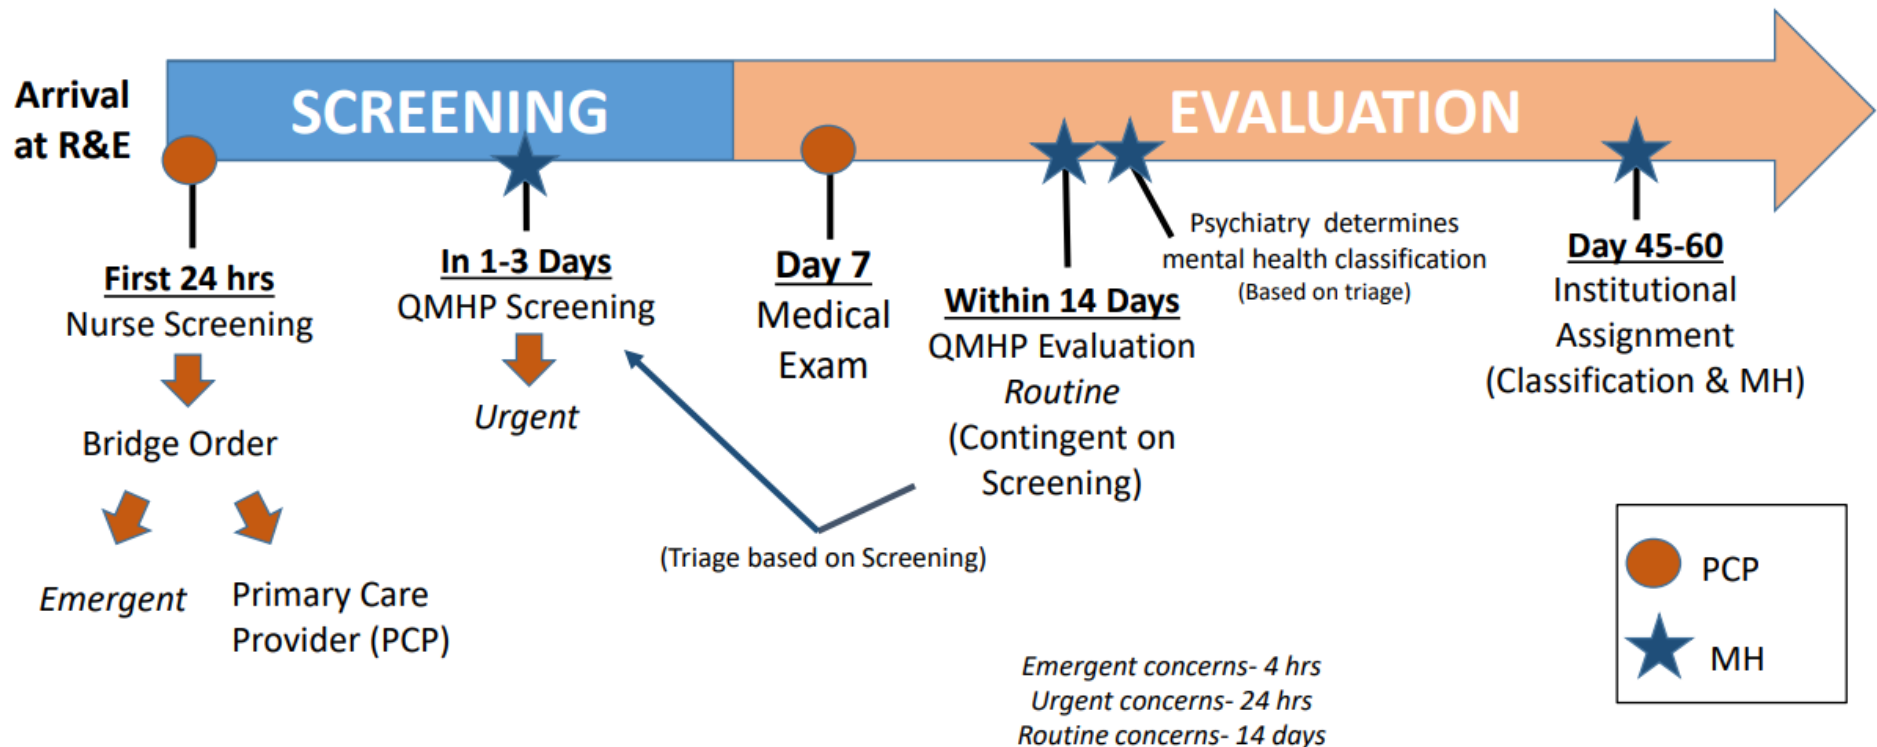 Arrival
at R&E
SCREENING
EVALUATION
First 24 hrs
Nurse Screening
Bridge Order
Emergent
Primary Care
Provider (PCP)
In 1-3 Days
QMHP Screening
Urgent
(Triage based on Screening)
Day 7
Medical
Exam
Within 14 Days
QMHP Evaluation
Routine
(Contingent on
Screening)
Psychiatry determines
mental health classification
(Based on triage)
Day 45-60
Institutional
Assignment
(Classification & MH)
Emergent concerns- 4 hrs
Urgent concerns- 24 hrs
Routine concerns- 14 days
PCP
MH